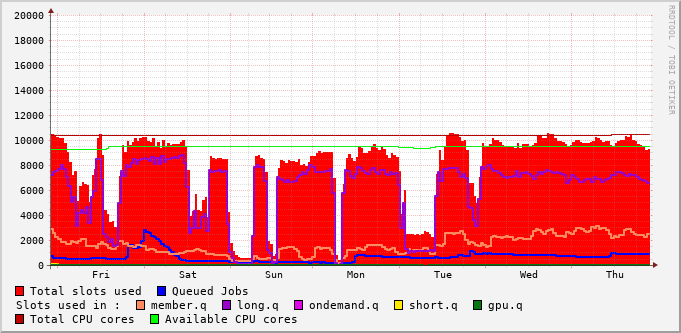 20000
18000
16000
14000
12000
10000
8000
6000
4000
2000
0
Fri Sat Sun Mon Tue Wed Thu
RRDTOOL / TOBI OETIKER
Total slots used Queued Jobs
Slots used in : member.q long.q ondemand.q short.q gpu.q
Total CPU cores Available CPU cores